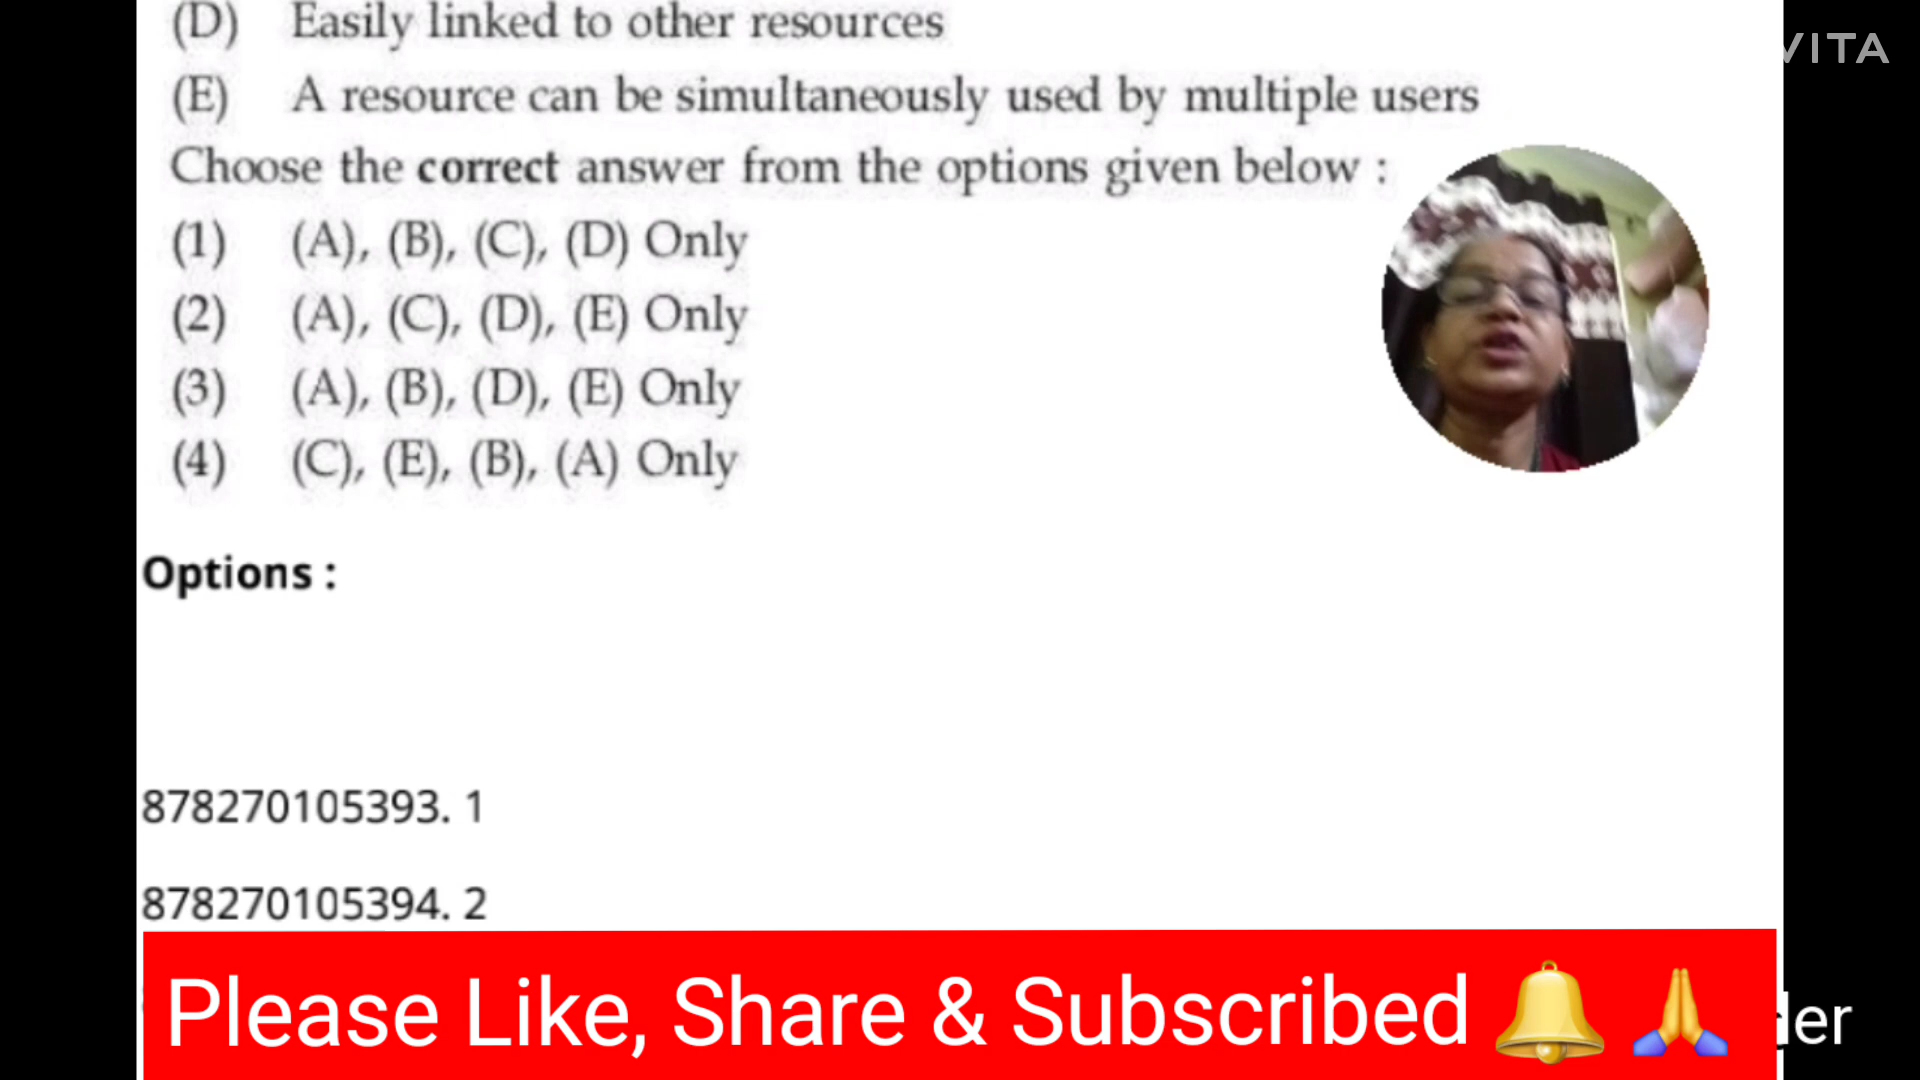 (D) Easily linked to other resources
VITA
(E) A resource can be simultaneously used by multiple users
Choose the correct answer from the options given below :
(1) (A), (B), (C), (D) Only
(2) (A), (C), (D), (E) Only
(3) (A), (B), (D), (E) Only
(4) (C), (E), (B), (A) Only
Options :
878270105393. 1
878270105394. 2
Please Like, Share & Subscribed 🔔🙏